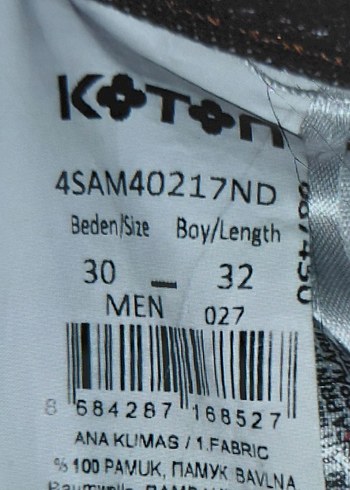 KOTON
4SAM40217ND
Beden/Size Boy/Length
30 - 32
MEN 027
8 684287 168527
ANA KUMAS / 1.FABRIC
% 100 PAMUK, ПАМУК BAVLNA